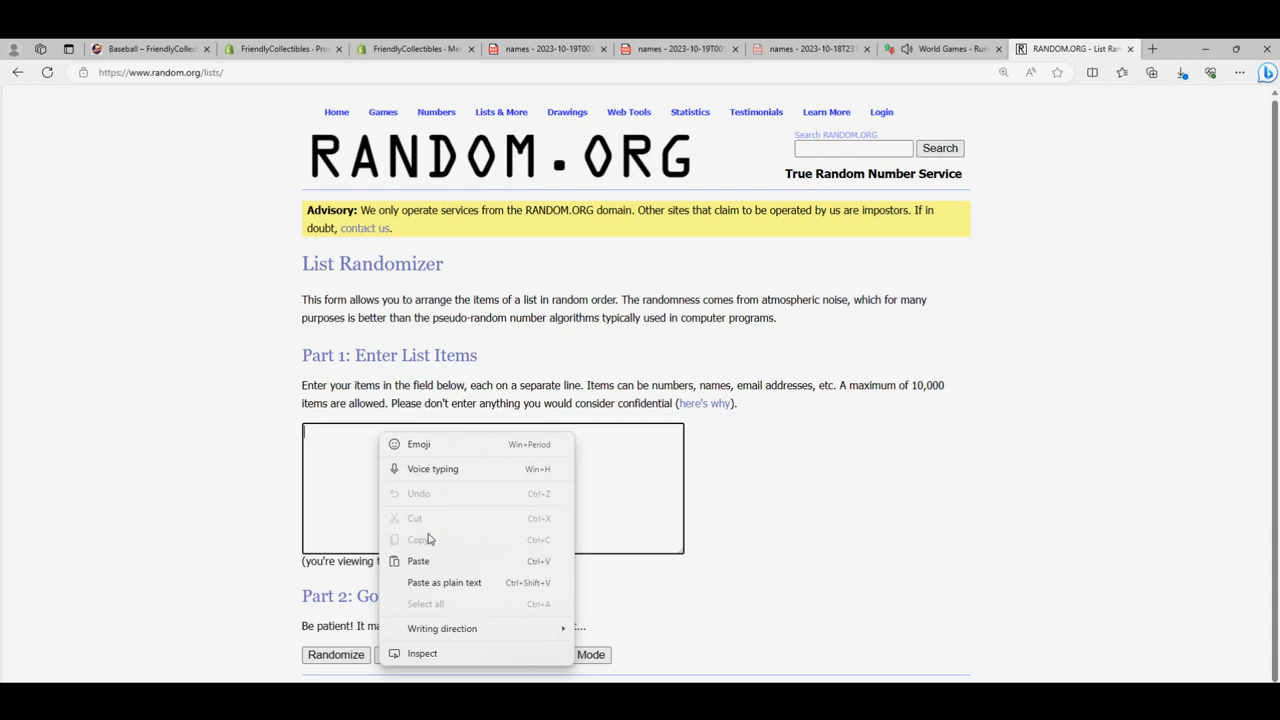 Baseball – FriendlyCollec
FriendlyCollectibles · Pro
FriendlyCollectibles - Me
names - 2023-10-19T003
names - 2023-10-19T001
names - 2023-10-18T231
World Games - Run
RANDOM.ORG - List Ran
https://www.random.org/lists/
Home Games Numbers Lists & More Drawings Web Tools Statistics Testimonials Learn More Login
RANDOM.ORG
Search RANDOM.ORG
Search
True Random Number Service
Advisory: We only operate services from the RANDOM.ORG domain. Other sites that claim to be operated by us are impostors. If in
doubt, contact us.
List Randomizer
This form allows you to arrange the items of a list in random order. The randomness comes from atmospheric noise, which for many
purposes is better than the pseudo-random number algorithms typically used in computer programs.
Part 1: Enter List Items
Enter your items in the field below, each on a separate line. Items can be numbers, names, email addresses, etc. A maximum of 10,000
items are allowed. Please don't enter anything you would consider confidential (here's why).
Emoji Win+Period
Voice typing Win+H
Undo Ctrl+Z
Cut Ctrl+X
Copy Ctrl+C
(you're viewing
Paste Ctrl+V
Paste as plain text Ctrl+Shift+V
Part 2: Go
Select all Ctrl+A
Be patient! It
Writing direction
Randomize
Inspect
Mode